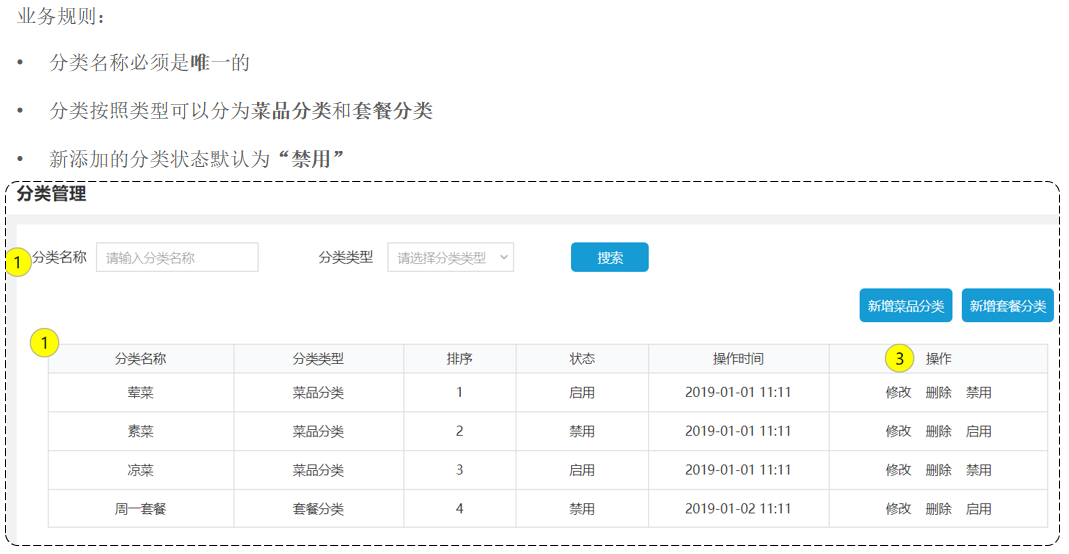 业务规则：
• 分类名称必须是唯一的
• 分类按照类型可以分为菜品分类和套餐分类
• 新添加的分类状态默认为“禁用”
分类管理
1 分类名称 请输入分类名称 分类类型 请选择分类类型 搜索
新增菜品分类 新增套餐分类
1 分类名称 分类类型 排序 状态 操作时间 3 操作
荤菜 菜品分类 1 启用 2019-01-01 11:11 修改 删除 禁用
素菜 菜品分类 2 禁用 2019-01-01 11:11 修改 删除 启用
凉菜 菜品分类 3 启用 2019-01-01 11:11 修改 删除 禁用
周一套餐 套餐分类 4 禁用 2019-01-02 11:11 修改 删除 启用